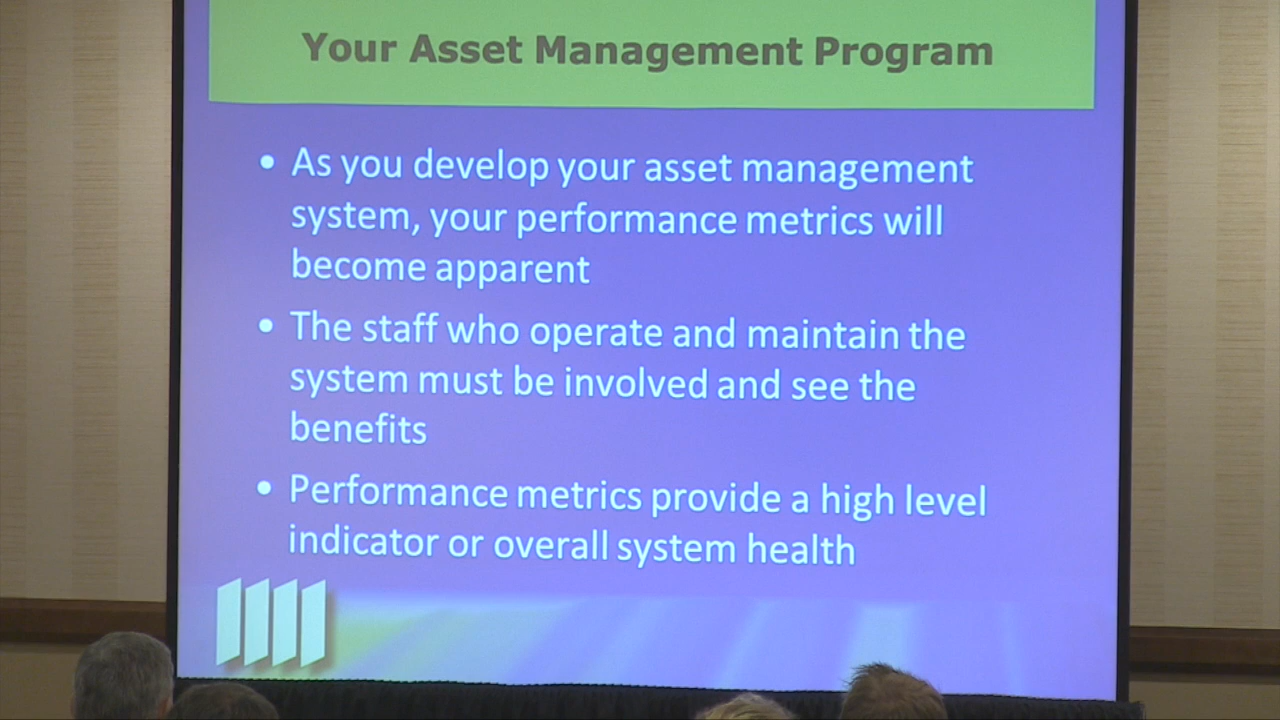 Your Asset Management Program
• As you develop your asset management
system, your performance metrics will
become apparent
• The staff who operate and maintain the
system must be involved and see the
benefits
• Performance metrics provide a high level
indicator or overall system health